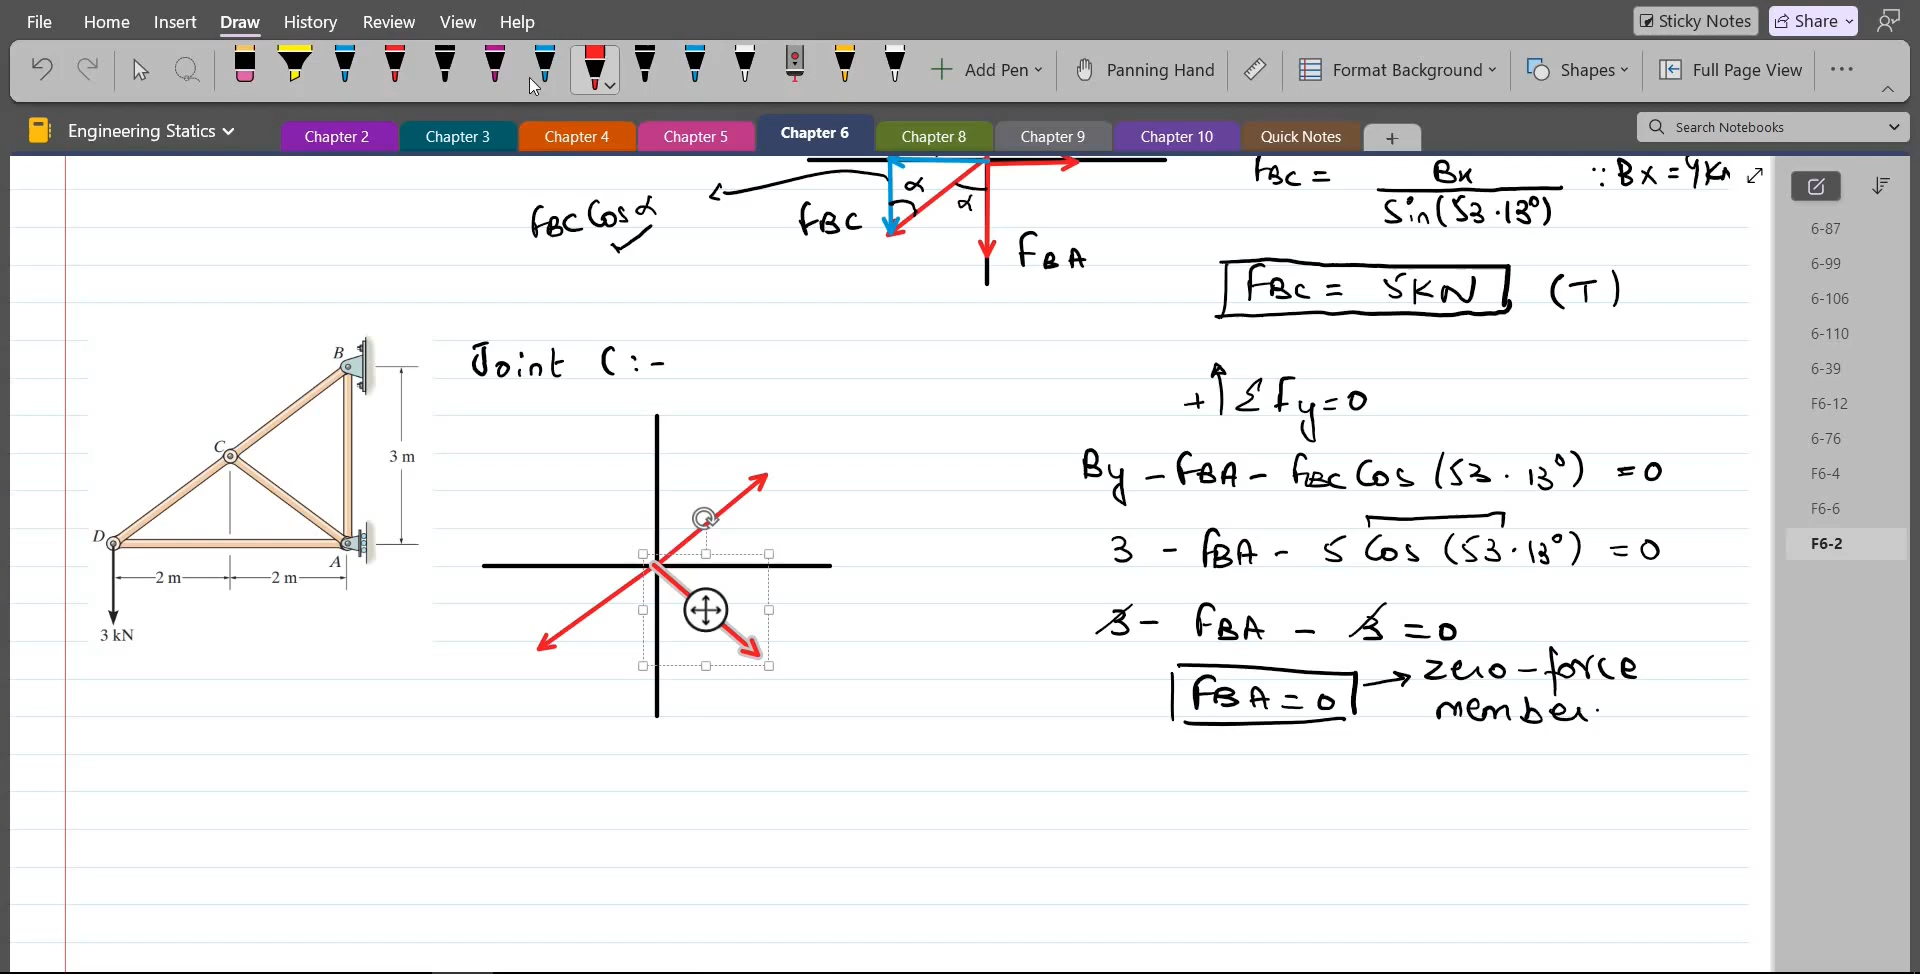 File Home Insert Draw History Review View Help Sticky Notes Share
Add Pen Panning Hand Format Background Shapes Full Page View
Engineering Statics Chapter 2 Chapter 3 Chapter 4 Chapter 5 Chapter 6 Chapter 8 Chapter 9 Chapter 10 Quick Notes Search Notebooks
FBC Cos α
FBC
α
α
FBA
FBC = Bx / Sin(53.13°) ∵ Bx = 4KN
FBC = 5KN (T)
Joint C:-
+↑ΣFy=0
By - FBA - FBC Cos (53.13°) = 0
3 - FBA - 5 Cos (53.13°) = 0
3 - FBA - 3 = 0
FBA = 0 → zero-force
member.
B
C
3 m
D
A
2 m
2 m
3 kN
6-87
6-99
6-106
6-110
6-39
F6-12
6-76
F6-4
F6-6
F6-2